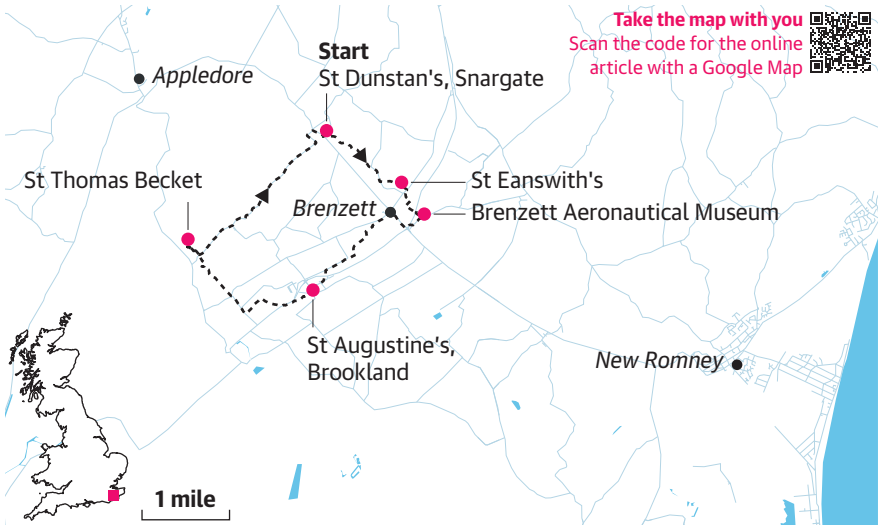 Take the map with you
Scan the code for the online
article with a Google Map
Start
St Dunstan's, Snargate
Appledore
St Thomas Becket
St Eanswith's
Brenzett
Brenzett Aeronautical Museum
St Augustine's,
Brookland
New Romney
1 mile